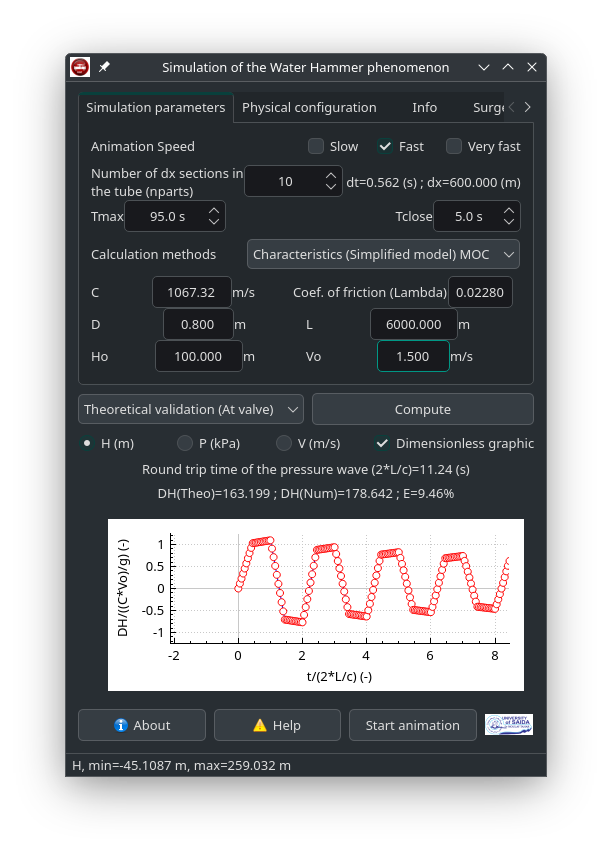 Simulation of the Water Hammer phenomenon
Simulation parameters Physical configuration Info Surge
Animation Speed Slow Fast Very fast
Number of dx sections in
the tube (nparts) 10 dt=0.562 (s) ; dx=600.000 (m)
Tmax 95.0 s Tclose 5.0 s
Calculation methods Characteristics (Simplified model) MOC
C 1067.32 m/s Coef. of friction (Lambda) 0.02280
D 0.800 m L 6000.000 m
Ho 100.000 m Vo 1.500 m/s
Theoretical validation (At valve) Compute
H (m) P (kPa) V (m/s) Dimensionless graphic
Round trip time of the pressure wave (2*L/c)=11.24 (s)
DH(Theo)=163.199 ; DH(Num)=178.642 ; E=9.46%
DH/((C*Vo)/g) (-)
1
0.5
0
-0.5
-1
-2 0 2 4 6 8
t/(2*L/c) (-)
About Help Start animation
UNIVERSITY
of SAIDA
H, min=-45.1087 m, max=259.032 m